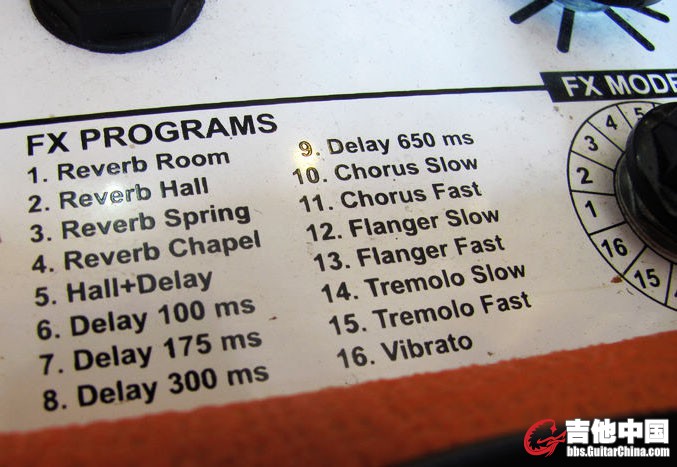 FX PROGRAMS
1. Reverb Room
2. Reverb Hall
3. Reverb Spring
4. Reverb Chapel
5. Hall+Delay
6. Delay 100 ms
7. Delay 175 ms
8. Delay 300 ms
9. Delay 650 ms
10. Chorus Slow
11. Chorus Fast
12. Flanger Slow
13. Flanger Fast
14. Tremolo Slow
15. Tremolo Fast
16. Vibrato
FX MODE
5
4
3
2
1
16
15
吉他中国
bbs.GuitarChina.com